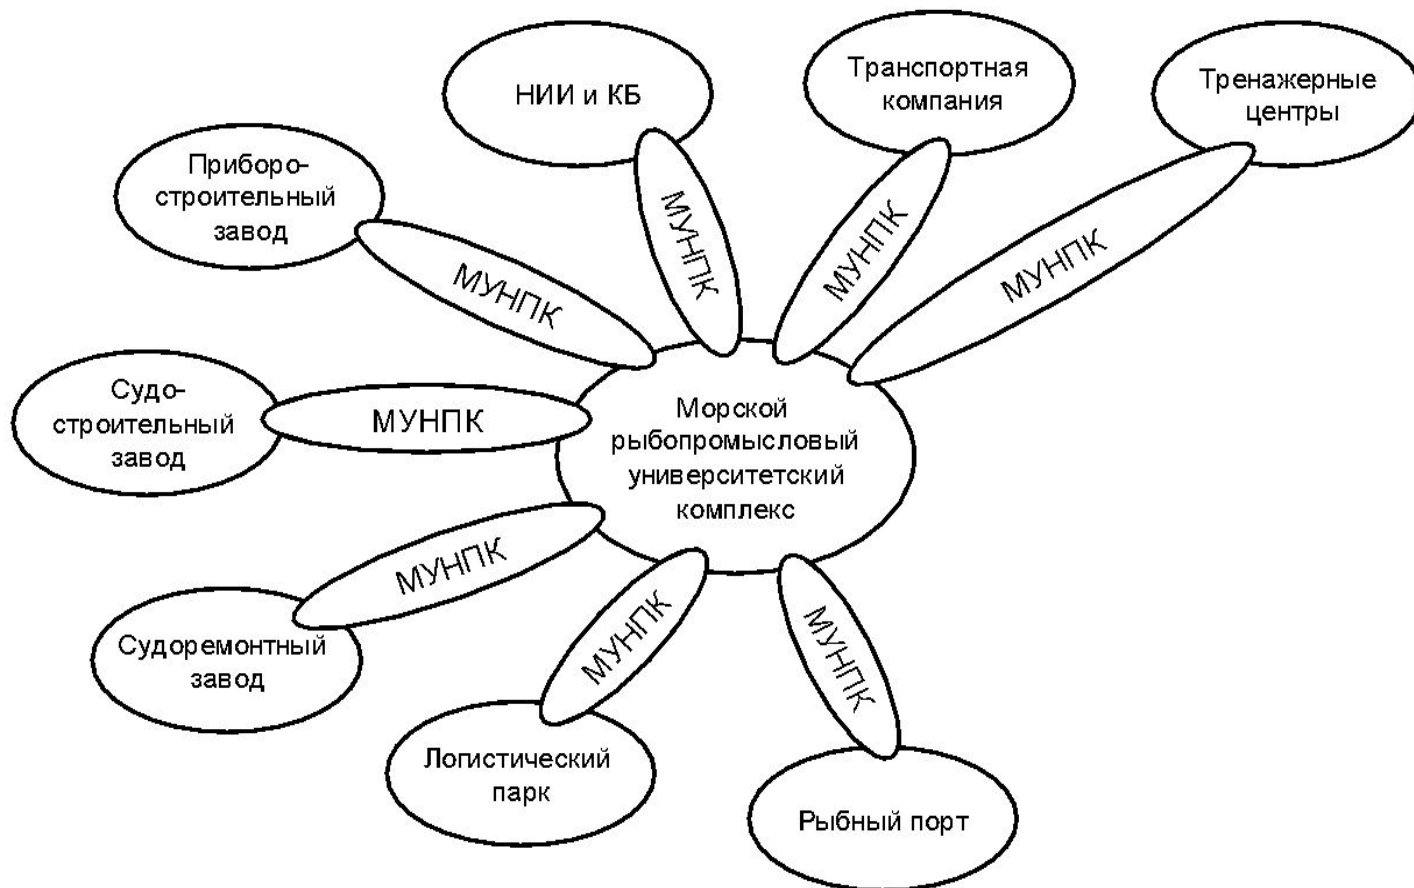 НИИ и КБ
Транспортная
компания
Тренажерные
центры
Приборо-
строительный
завод
МУНПК
МУНПК
МУНПК
МУНПК
Судо-
строительный
завод
МУНПК
Морской
рыбопромысловый
университетский
комплекс
МУНПК
МУНПК
МУНПК
Судоремонтный
завод
Логистический
парк
Рыбный порт